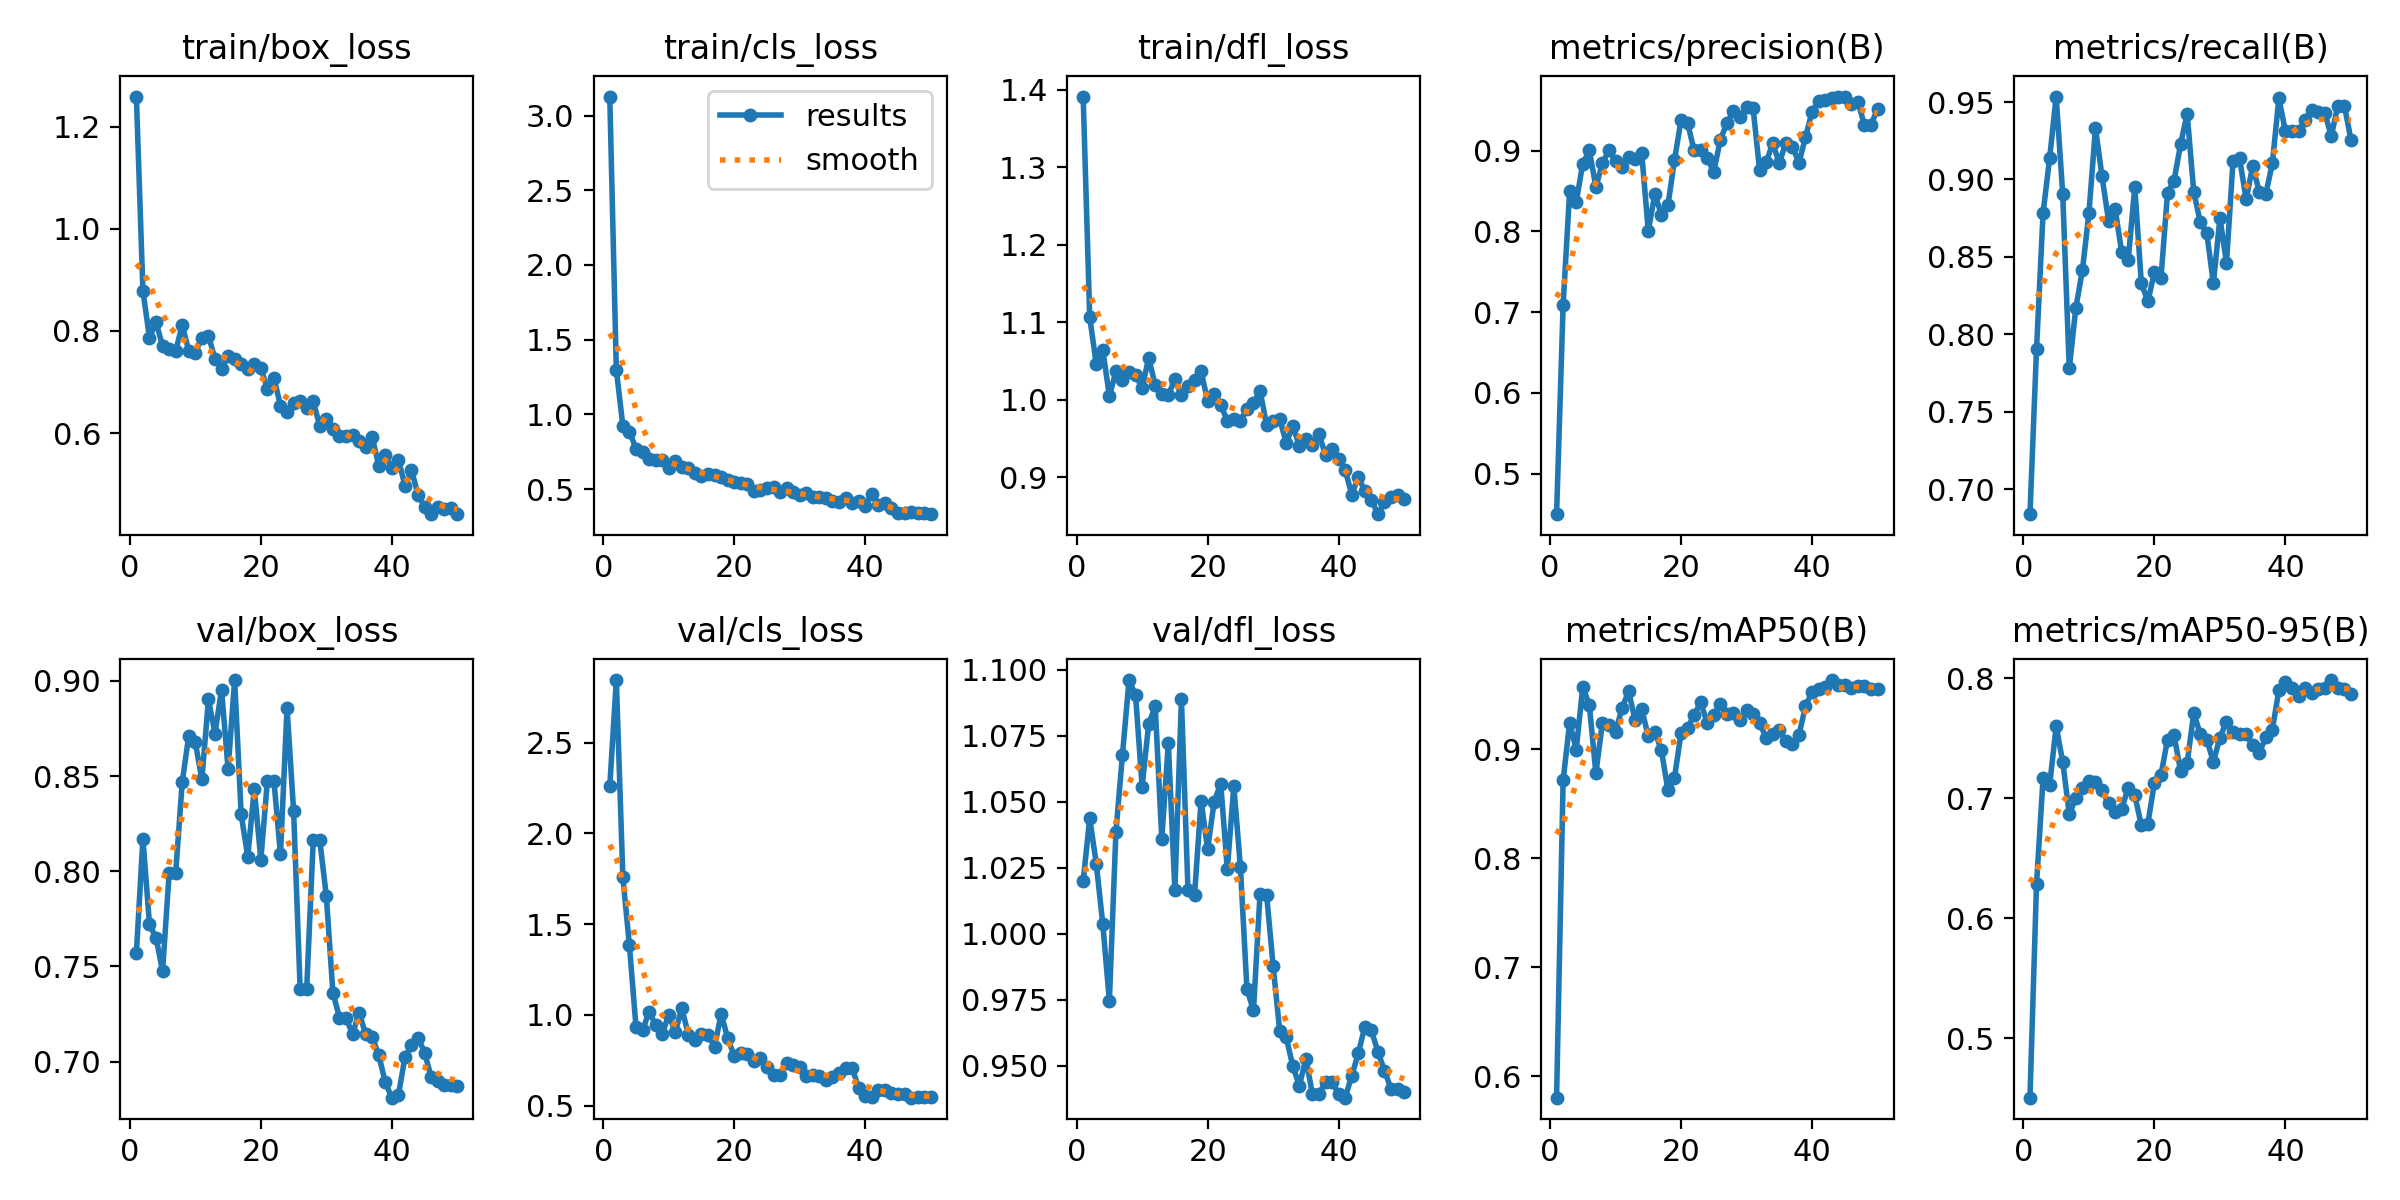 train/box_loss
train/cls_loss
train/dfl_loss
metrics/precision(B)
metrics/recall(B)
1.2
1.0
0.8
0.6
0 20 40
results
smooth
3.0
2.5
2.0
1.5
1.0
0.5
0 20 40
1.4
1.3
1.2
1.1
1.0
0.9
0 20 40
0.9
0.8
0.7
0.6
0.5
0 20 40
0.95
0.90
0.85
0.80
0.75
0.70
0 20 40
val/box_loss
val/cls_loss
val/dfl_loss
metrics/mAP50(B)
metrics/mAP50-95(B)
0.90
0.85
0.80
0.75
0.70
0 20 40
2.5
2.0
1.5
1.0
0.5
0 20 40
1.100
1.075
1.050
1.025
1.000
0.975
0.950
0 20 40
0.9
0.8
0.7
0.6
0 20 40
0.8
0.7
0.6
0.5
0 20 40